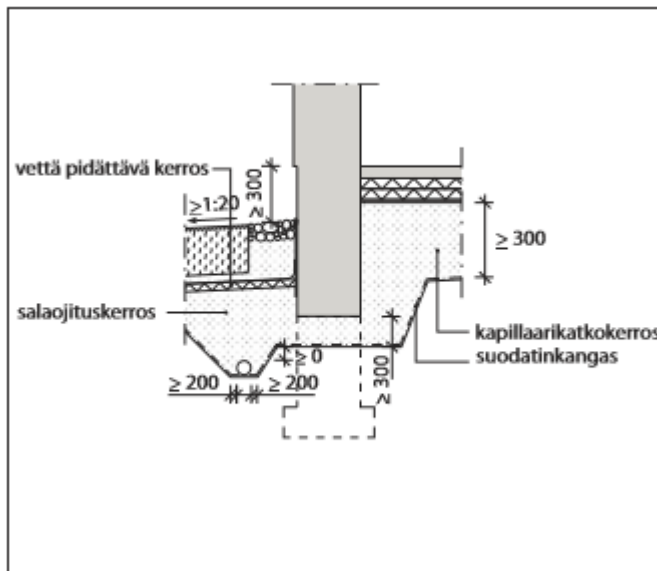 vettä pidättävä kerros
≥1:20
≥ 300
≥ 300
salaojituskerros
kapillaarikatkokerros
suodatinkangas
≥ 0
≥ 200
≥ 200
≥ 300